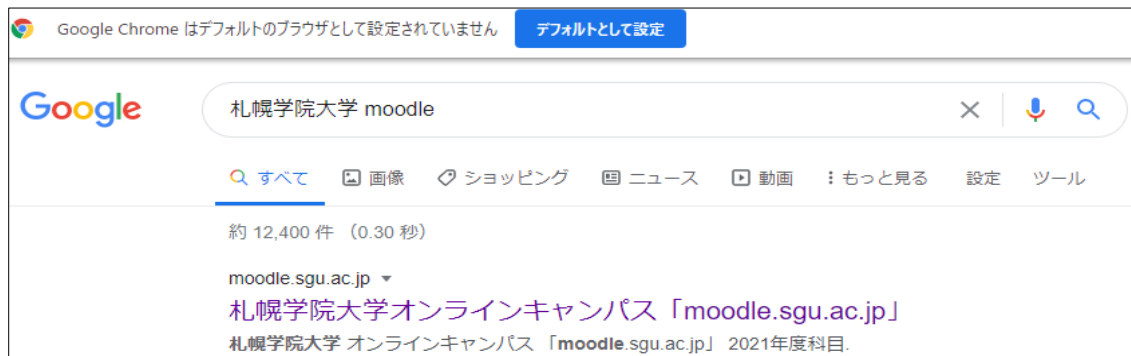 Google Chrome はデフォルトのブラウザとして設定されていません デフォルトとして設定
Google 札幌学院大学 moodle
すべて 画像 ショッピング ニュース 動画 もっと見る 設定 ツール
約 12,400 件 （0.30 秒）
moodle.sgu.ac.jp
札幌学院大学オンラインキャンパス「moodle.sgu.ac.jp」
札幌学院大学 オンラインキャンパス 「moodle.sgu.ac.jp」 2021年度科目.